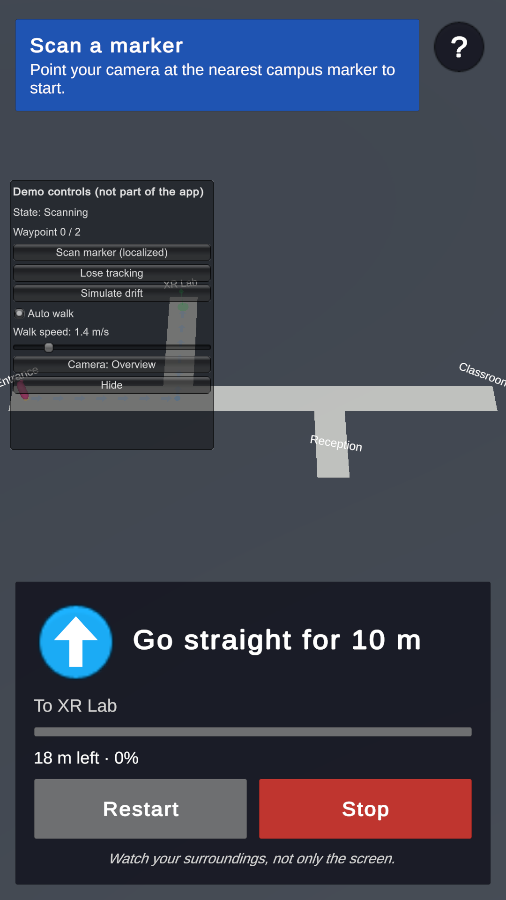 Scan a marker
Point your camera at the nearest campus marker to
start.
?
Demo controls (not part of the app)
State: Scanning
Waypoint 0 / 2
Scan marker (localized)
Lose tracking
XR Lab
Simulate drift
Auto walk
Walk speed: 1.4 m/s
Camera: Overview
Hide
Entrance
Classroom
Reception
Go straight for 10 m
To XR Lab
18 m left · 0%
Restart
Stop
Watch your surroundings, not only the screen.